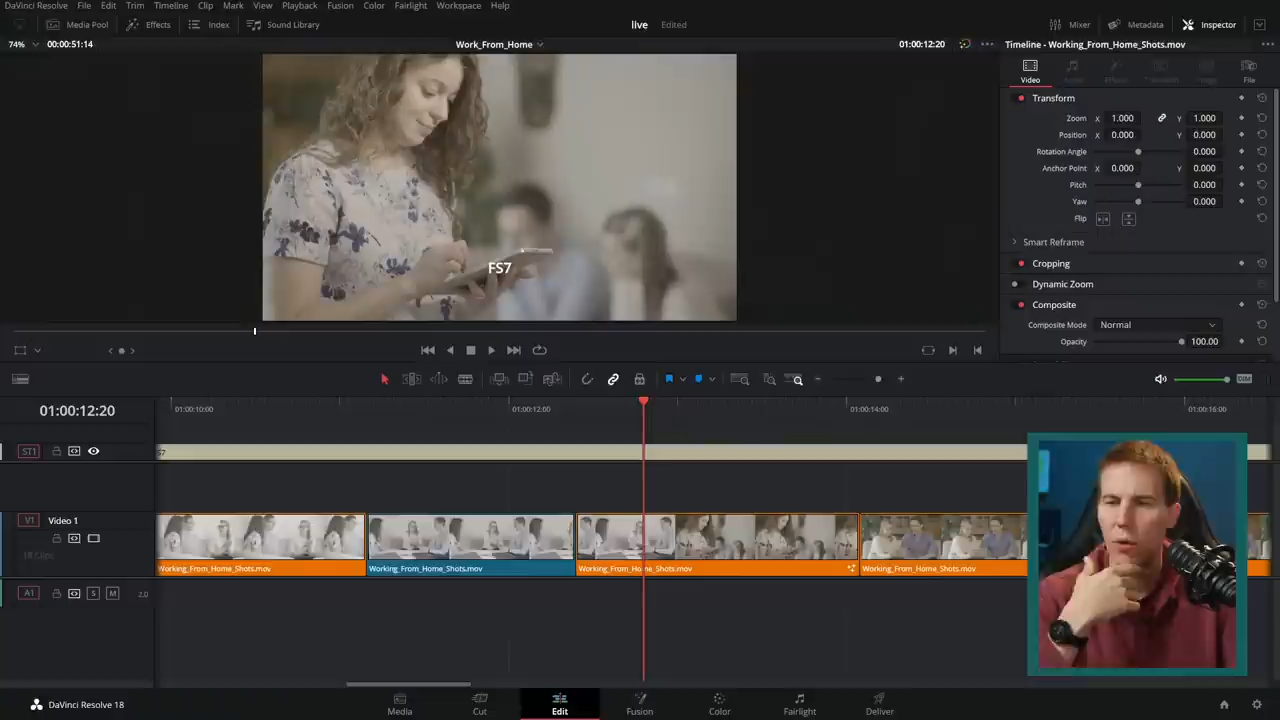 DaVinci Resolve File Edit Trim Timeline Clip Mark View Playback Fusion Color Fairlight Workspace Help
Media Pool Effects Index Sound Library live Edited Mixer Metadata Inspector
74% 00:00:51:14 Work_From_Home 01:00:12:20 Timeline - Working_From_Home_Shots.mov
Video File
Transform
Zoom X 1.000 Y 1.000
Position X 0.000 Y 0.000
Rotation Angle 0.000
Anchor Point X 0.000 Y 0.000
Pitch 0.000
Yaw 0.000
Flip
Smart Reframe
Cropping
Dynamic Zoom
Composite
Composite Mode Normal
Opacity 100.00
FS7
DIM
01:00:12:20 01:00:10:00 01:00:12:00 01:00:14:00 01:00:16:00
ST1
V1 Video 1
18 Clips
Working_From_Home_Shots.mov Working_From_Home_Shots.mov Working_From_Home_Shots.mov Working_From_Home_Shots.mov
A1 S M 2.0
DaVinci Resolve 18 Media Cut Edit Fusion Color Fairlight Deliver